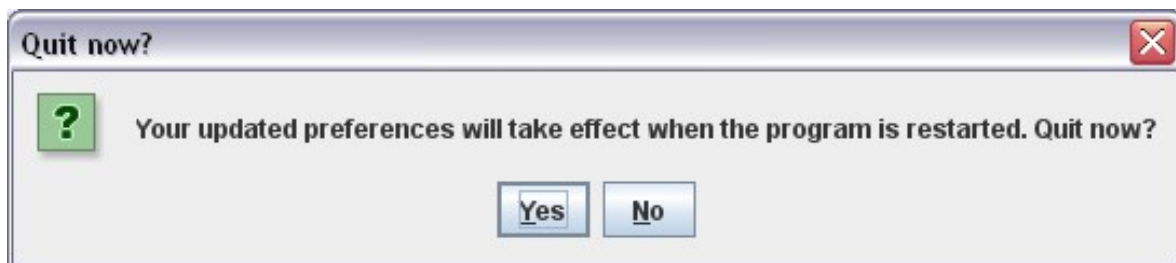 Quit now?
?
Your updated preferences will take effect when the program is restarted. Quit now?
Yes
No